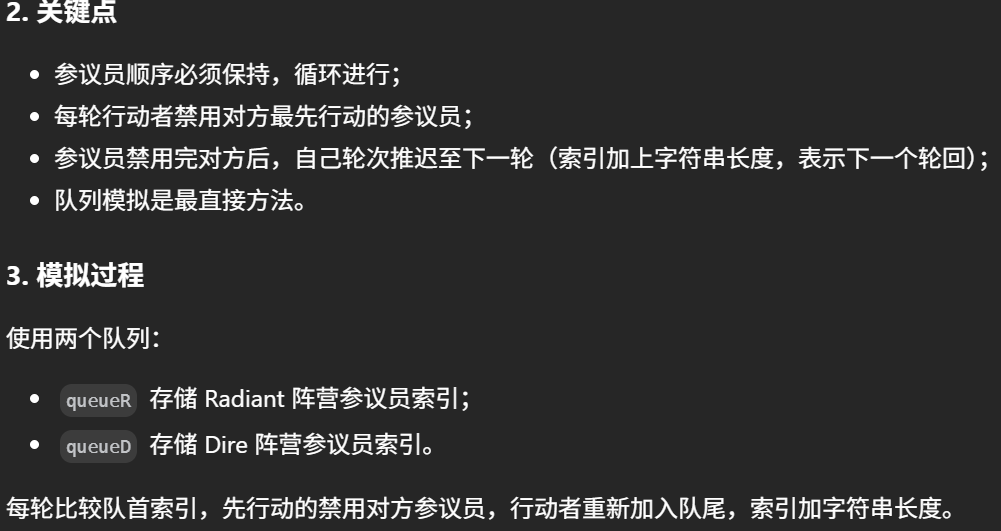 2. 关键点
• 参议员顺序必须保持，循环进行；
• 每轮行动者禁用对方最先行动的参议员；
• 参议员禁用完对方后，自己轮次推迟至下一轮（索引加上字符串长度，表示下一个轮回）；
• 队列模拟是最直接方法。
3. 模拟过程
使用两个队列：
• queueR 存储 Radiant 阵营参议员索引；
• queueD 存储 Dire 阵营参议员索引。
每轮比较队首索引，先行动的禁用对方参议员，行动者重新加入队尾，索引加字符串长度。